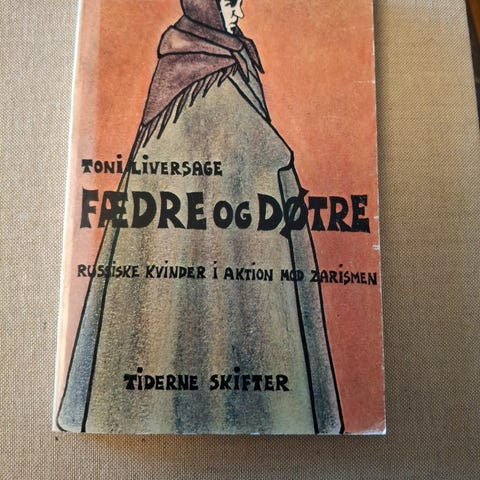 TONI LIVERSAGE
FÆDRE OG DØTRE
RUSSISKE KVINDER I AKTION MOD ZARISMEN
TIDERNE SKIFTER